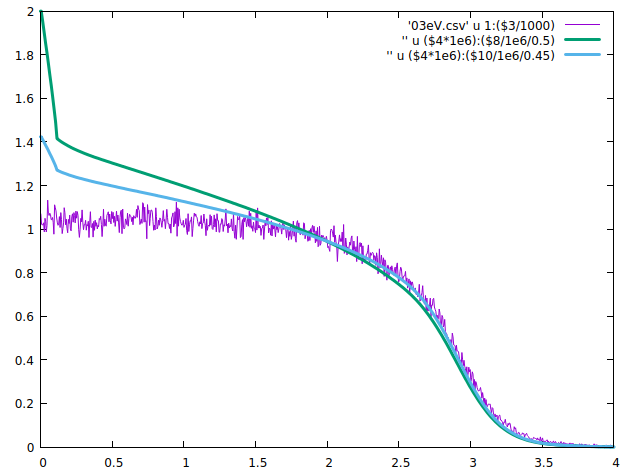 2
1.8
1.6
1.4
1.2
1
0.8
0.6
0.4
0.2
0
0 0.5 1 1.5 2 2.5 3 3.5 4
'03eV.csv' u 1:($3/1000)
'' u ($4*1e6):($8/1e6/0.5)
'' u ($4*1e6):($10/1e6/0.45)